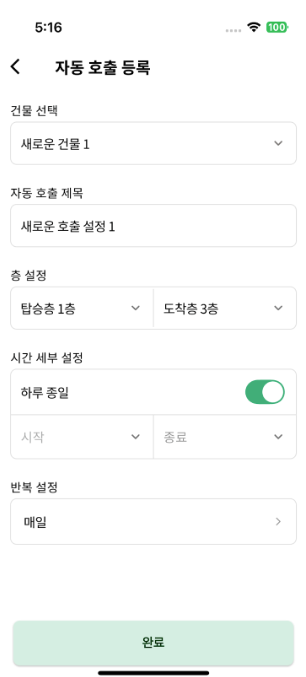 5:16
100
자동 호출 등록
건물 선택
새로운 건물 1
자동 호출 제목
새로운 호출 설정 1
층 설정
탑승층 1층
도착층 3층
시간 세부 설정
하루 종일
시작
종료
반복 설정
매일
완료